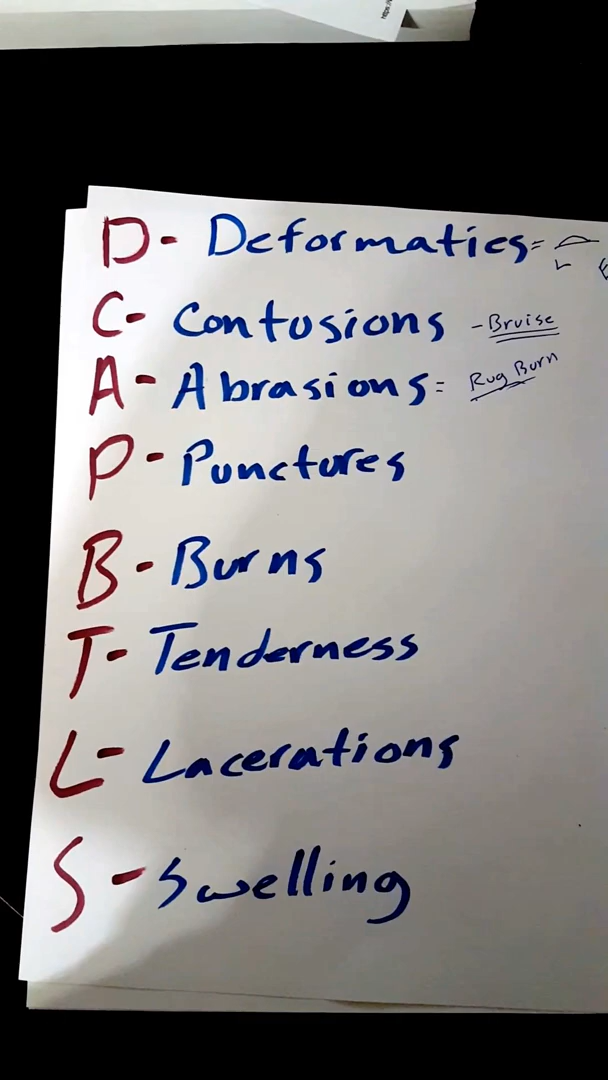 D- Deformaties=
C- Contusions - Bruise
A- Abrasions= Rug Burn
P- Punctures
B- Burns
T- Tenderness
L- Lacerations
S- Swelling